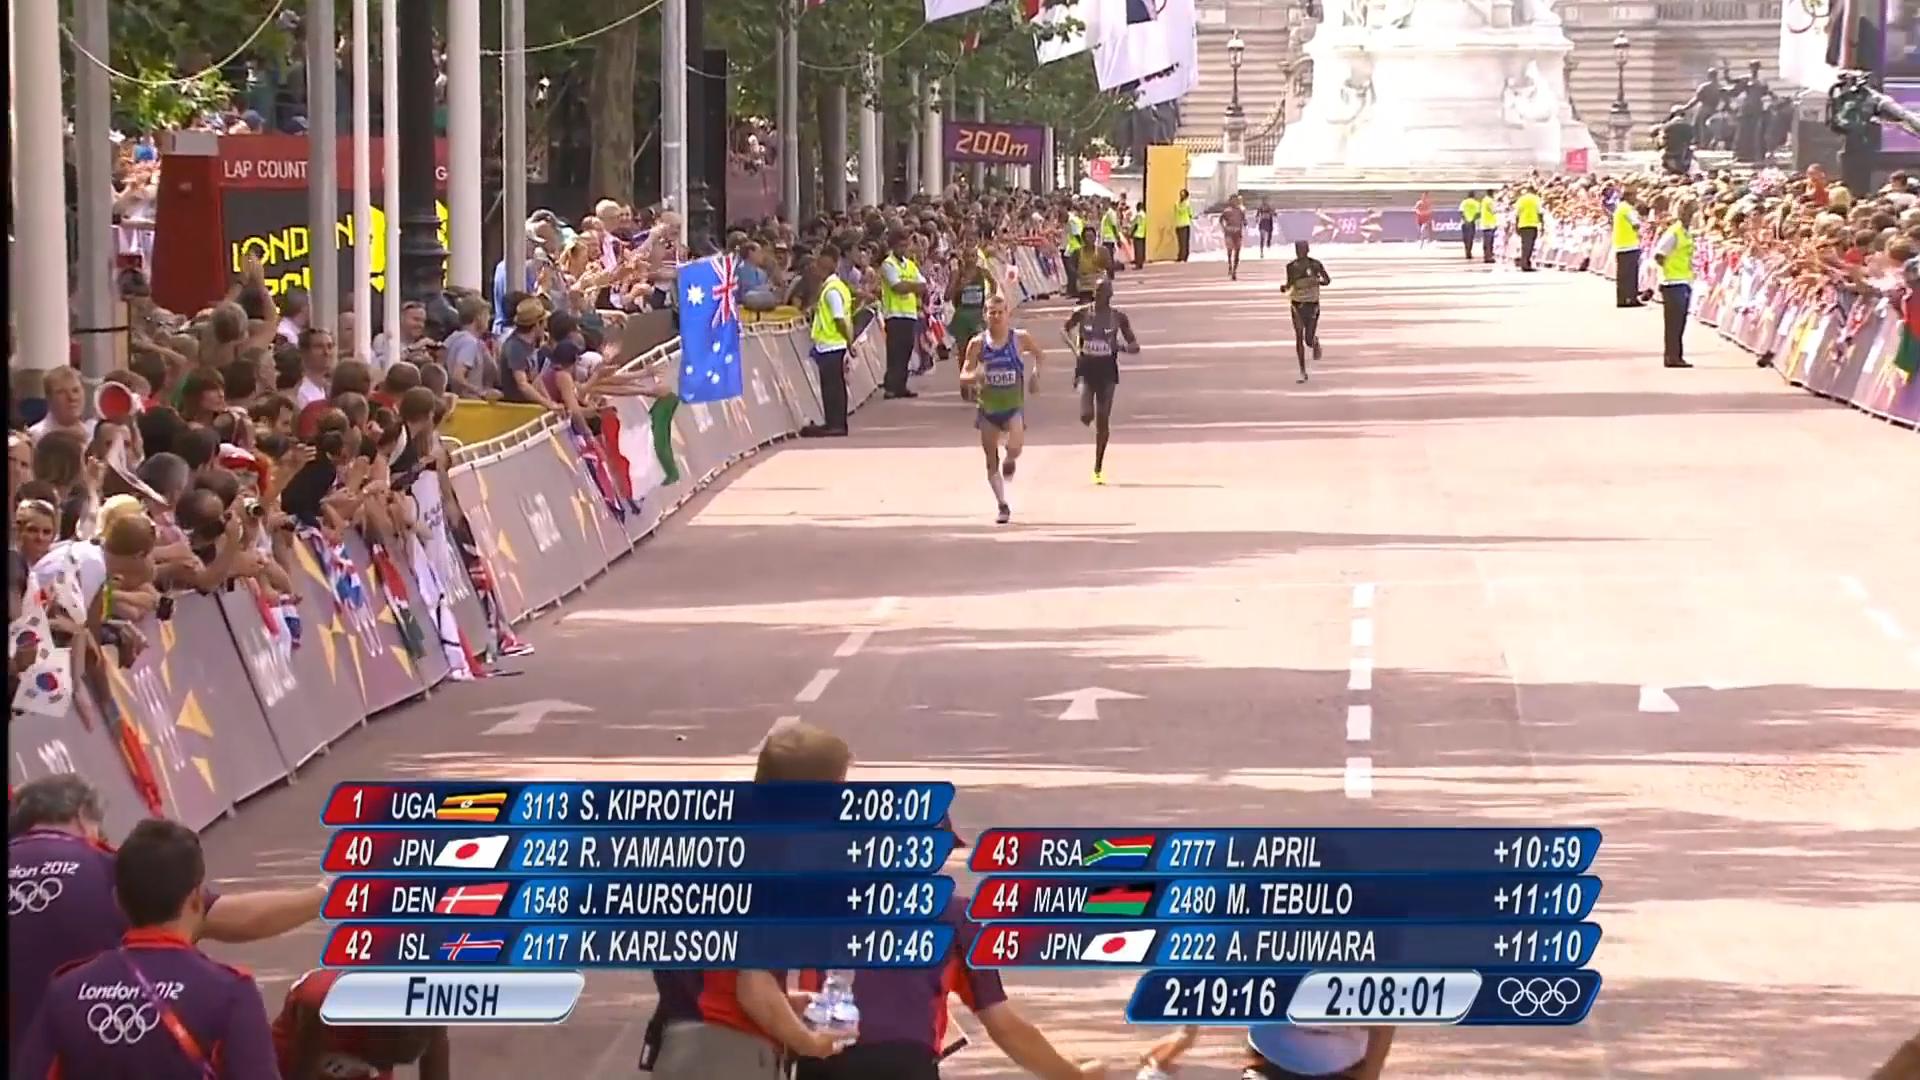 200m
LAP COUNT
LONDON
London
KOBE
1 UGA 3113 S. KIPROTICH 2:08:01
40 JPN 2242 R. YAMAMOTO +10:33
41 DEN 1548 J. FAURSCHOU +10:43
42 ISL 2117 K. KARLSSON +10:46
43 RSA 2777 L. APRIL +10:59
44 MAW 2480 M. TEBULO +11:10
45 JPN 2222 A. FUJIWARA +11:10
FINISH
2:19:16 2:08:01
don 2012
London 2012